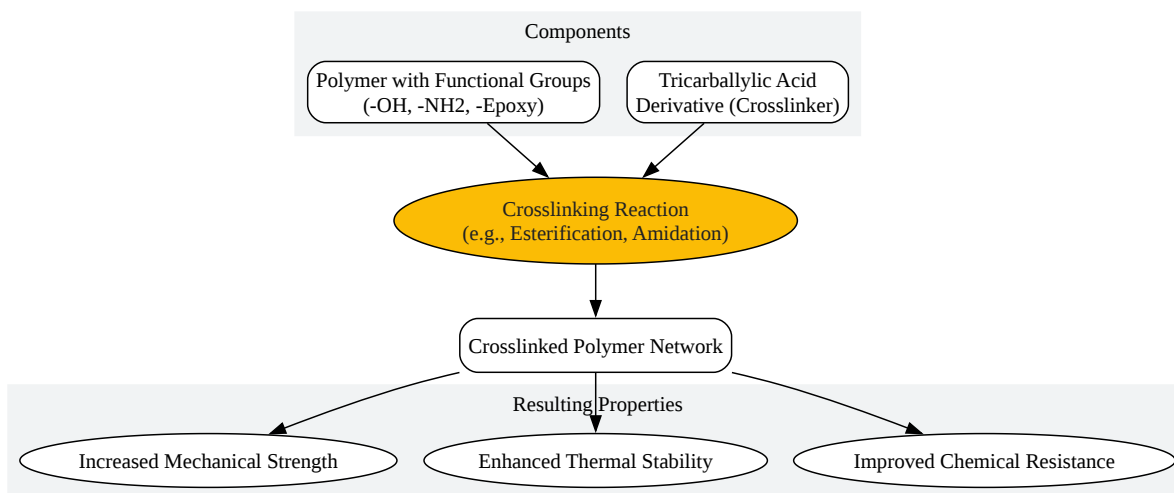 Components
Polymer with Functional Groups
(-OH, -NH2, -Epoxy)
Tricarballylic Acid
Derivative (Crosslinker)
Crosslinking Reaction
(e.g., Esterification, Amidation)
Crosslinked Polymer Network
Resulting Properties
Increased Mechanical Strength
Enhanced Thermal Stability
Improved Chemical Resistance